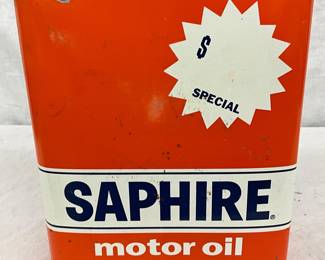 $
SPECIAL
SAPHIRE®
motor oil